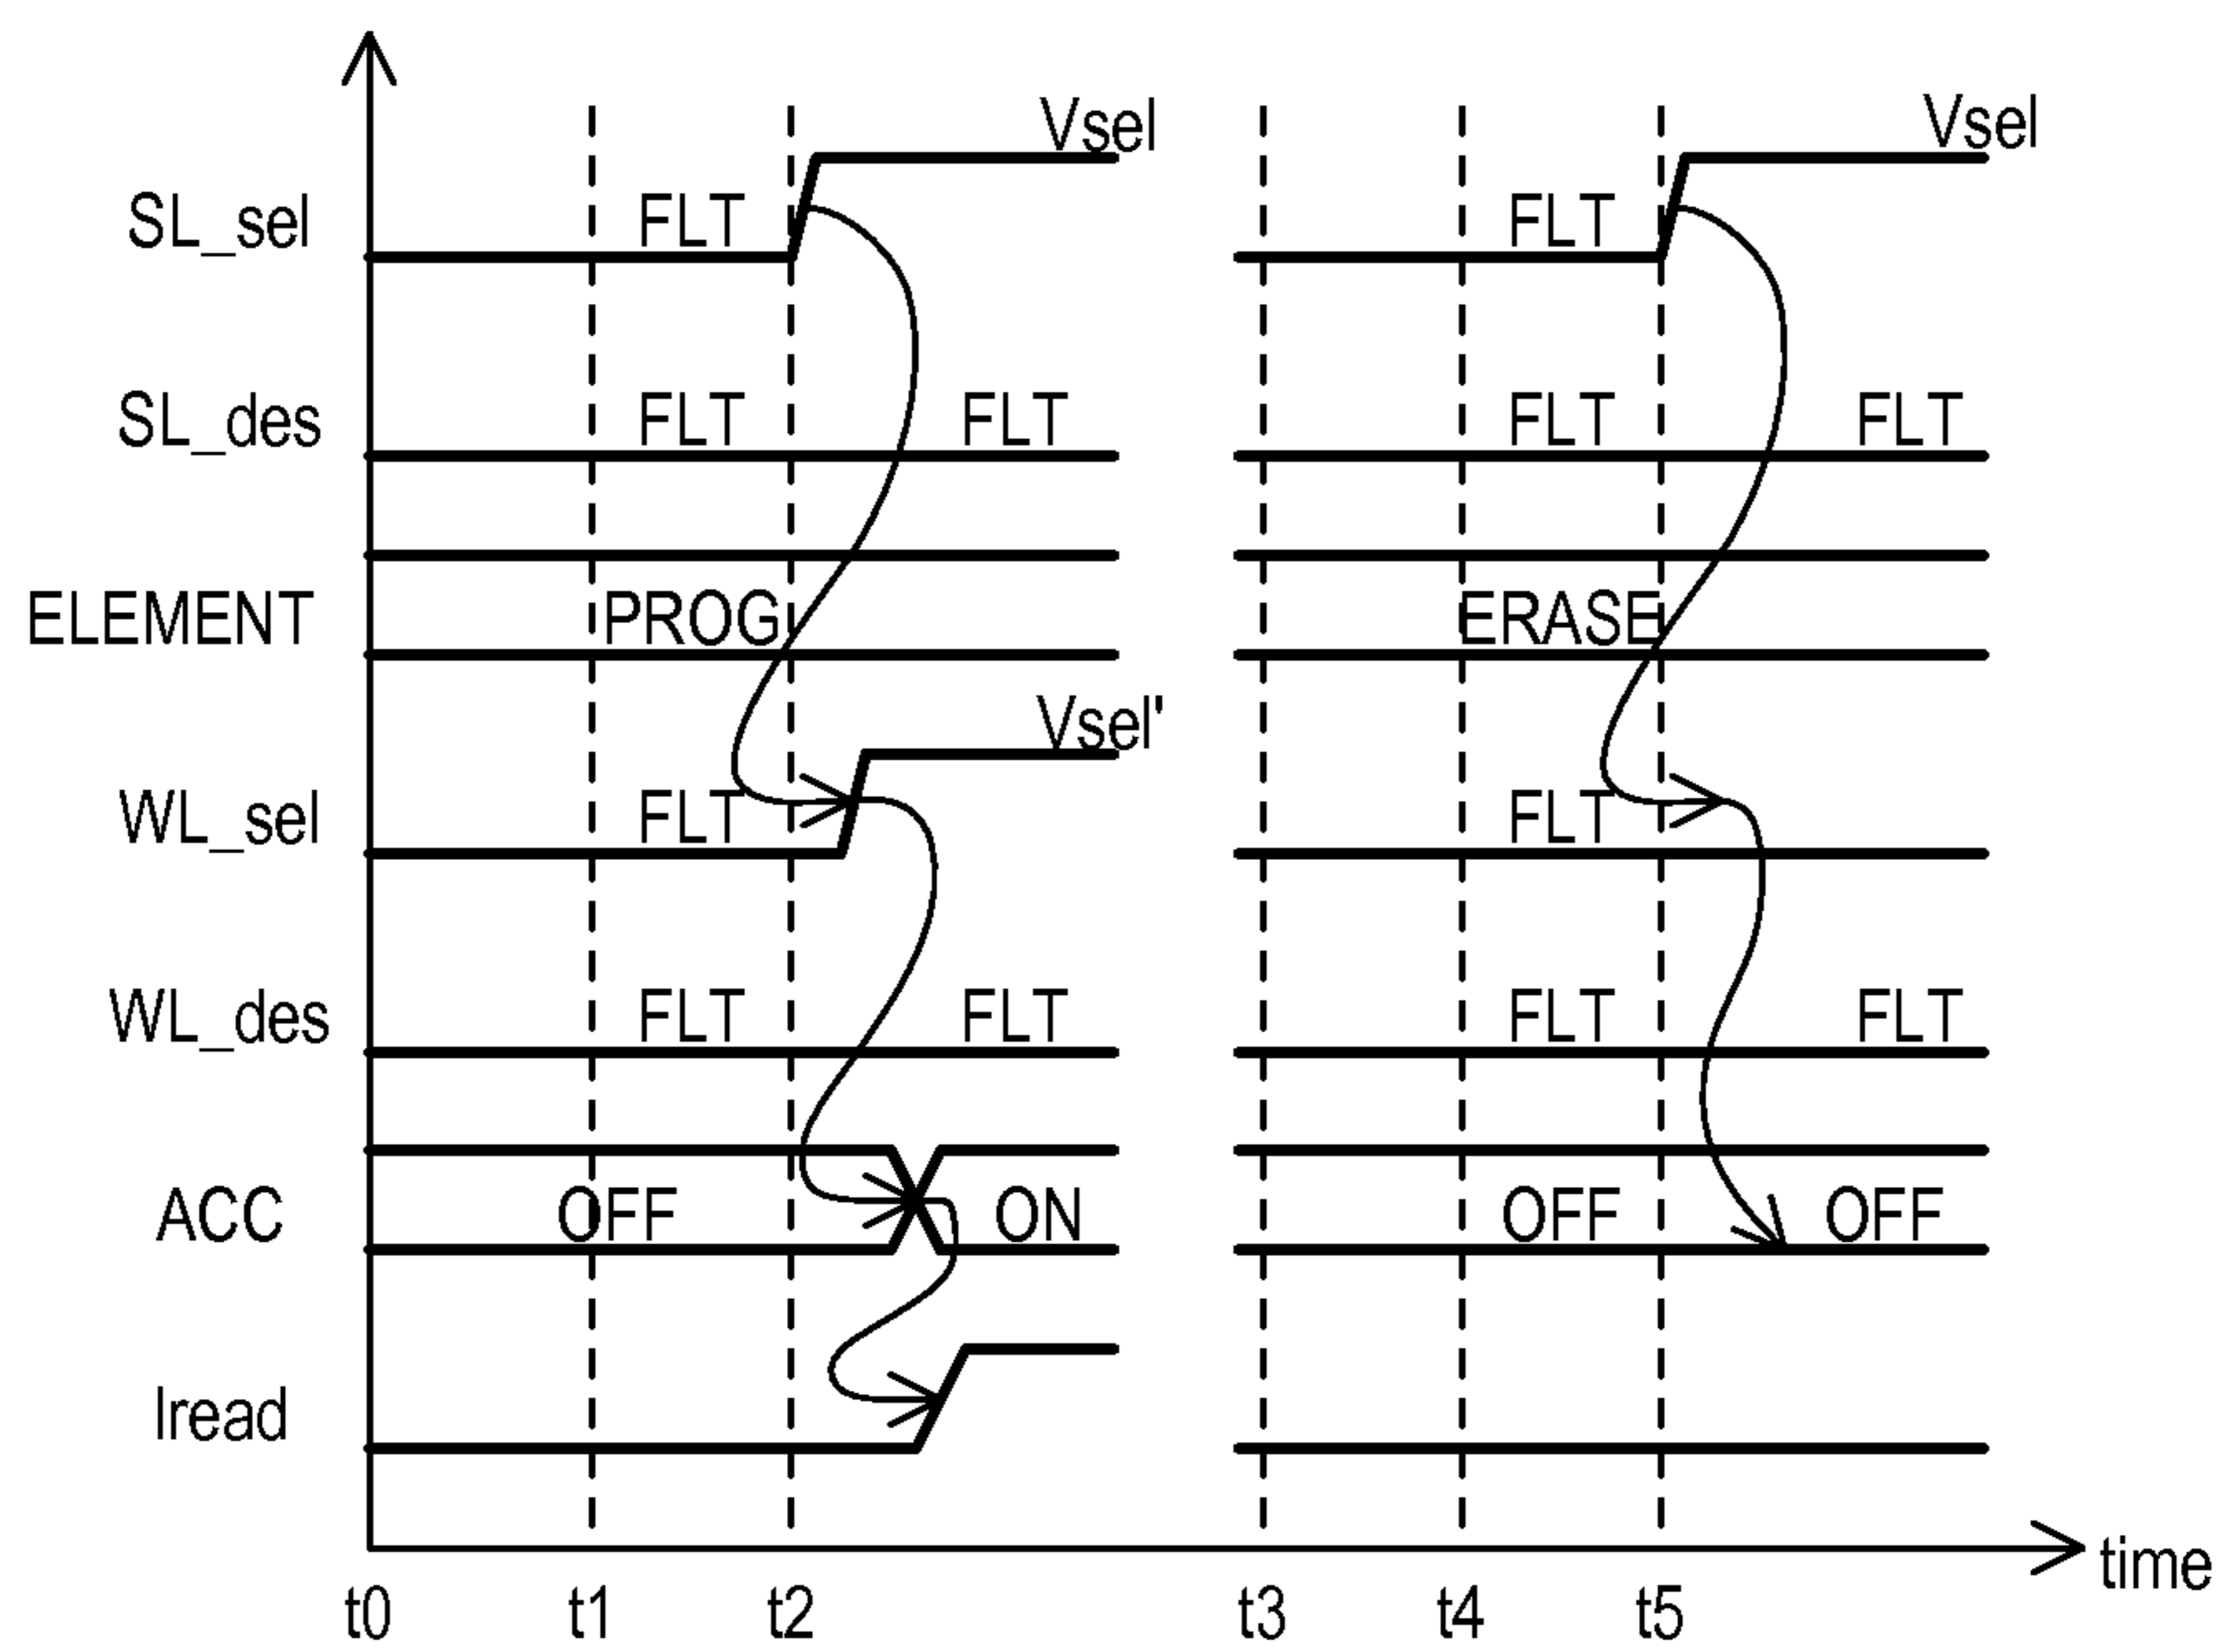 Vsel Vsel
SL_sel FLT FLT
SL_des FLT FLT FLT FLT
ELEMENT PROG ERASE
Vsel'
WL_sel FLT FLT
WL_des FLT FLT FLT FLT
ACC OFF ON OFF OFF
Iread
time
t0 t1 t2 t3 t4 t5